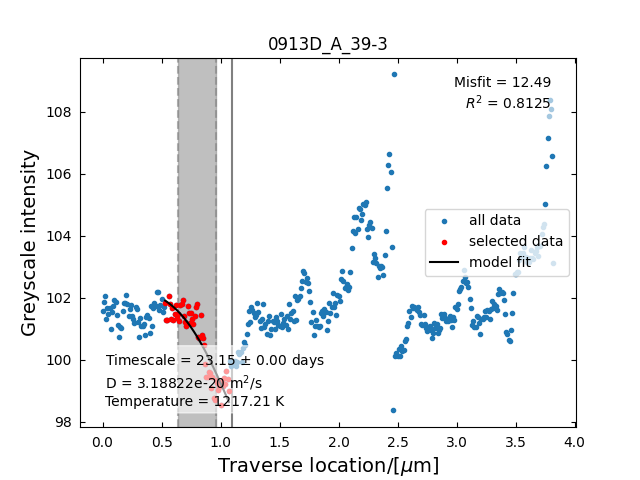 0913D_A_39-3
Misfit = 12.49
R² = 0.8125
Greyscale intensity
108
106
104
102
100
98
all data
selected data
model fit
Timescale = 23.15 ± 0.00 days
D = 3.18822e-20 m²/s
Temperature = 1217.21 K
0.0 0.5 1.0 1.5 2.0 2.5 3.0 3.5 4.0
Traverse location/[μm]